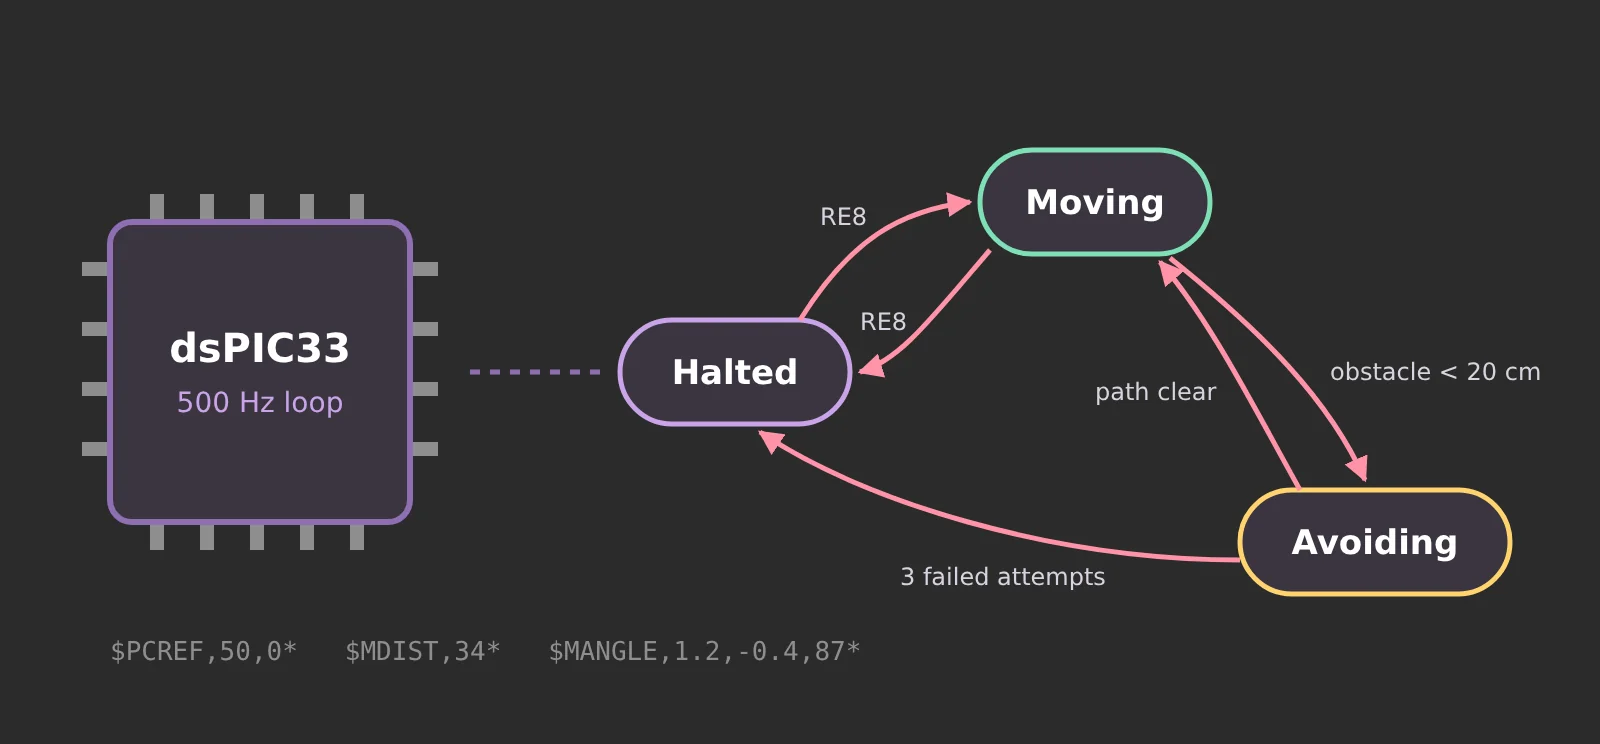 dsPIC33
500 Hz loop
Halted
Moving
Avoiding
RE8
RE8
path clear
obstacle < 20 cm
3 failed attempts
$PCREF,50,0* $MDIST,34* $MANGLE,1.2,-0.4,87*